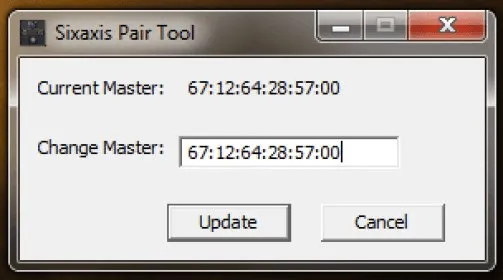 Sixaxis Pair Tool
Current Master: 67:12:64:28:57:00
Change Master: 67:12:64:28:57:00
Update Cancel